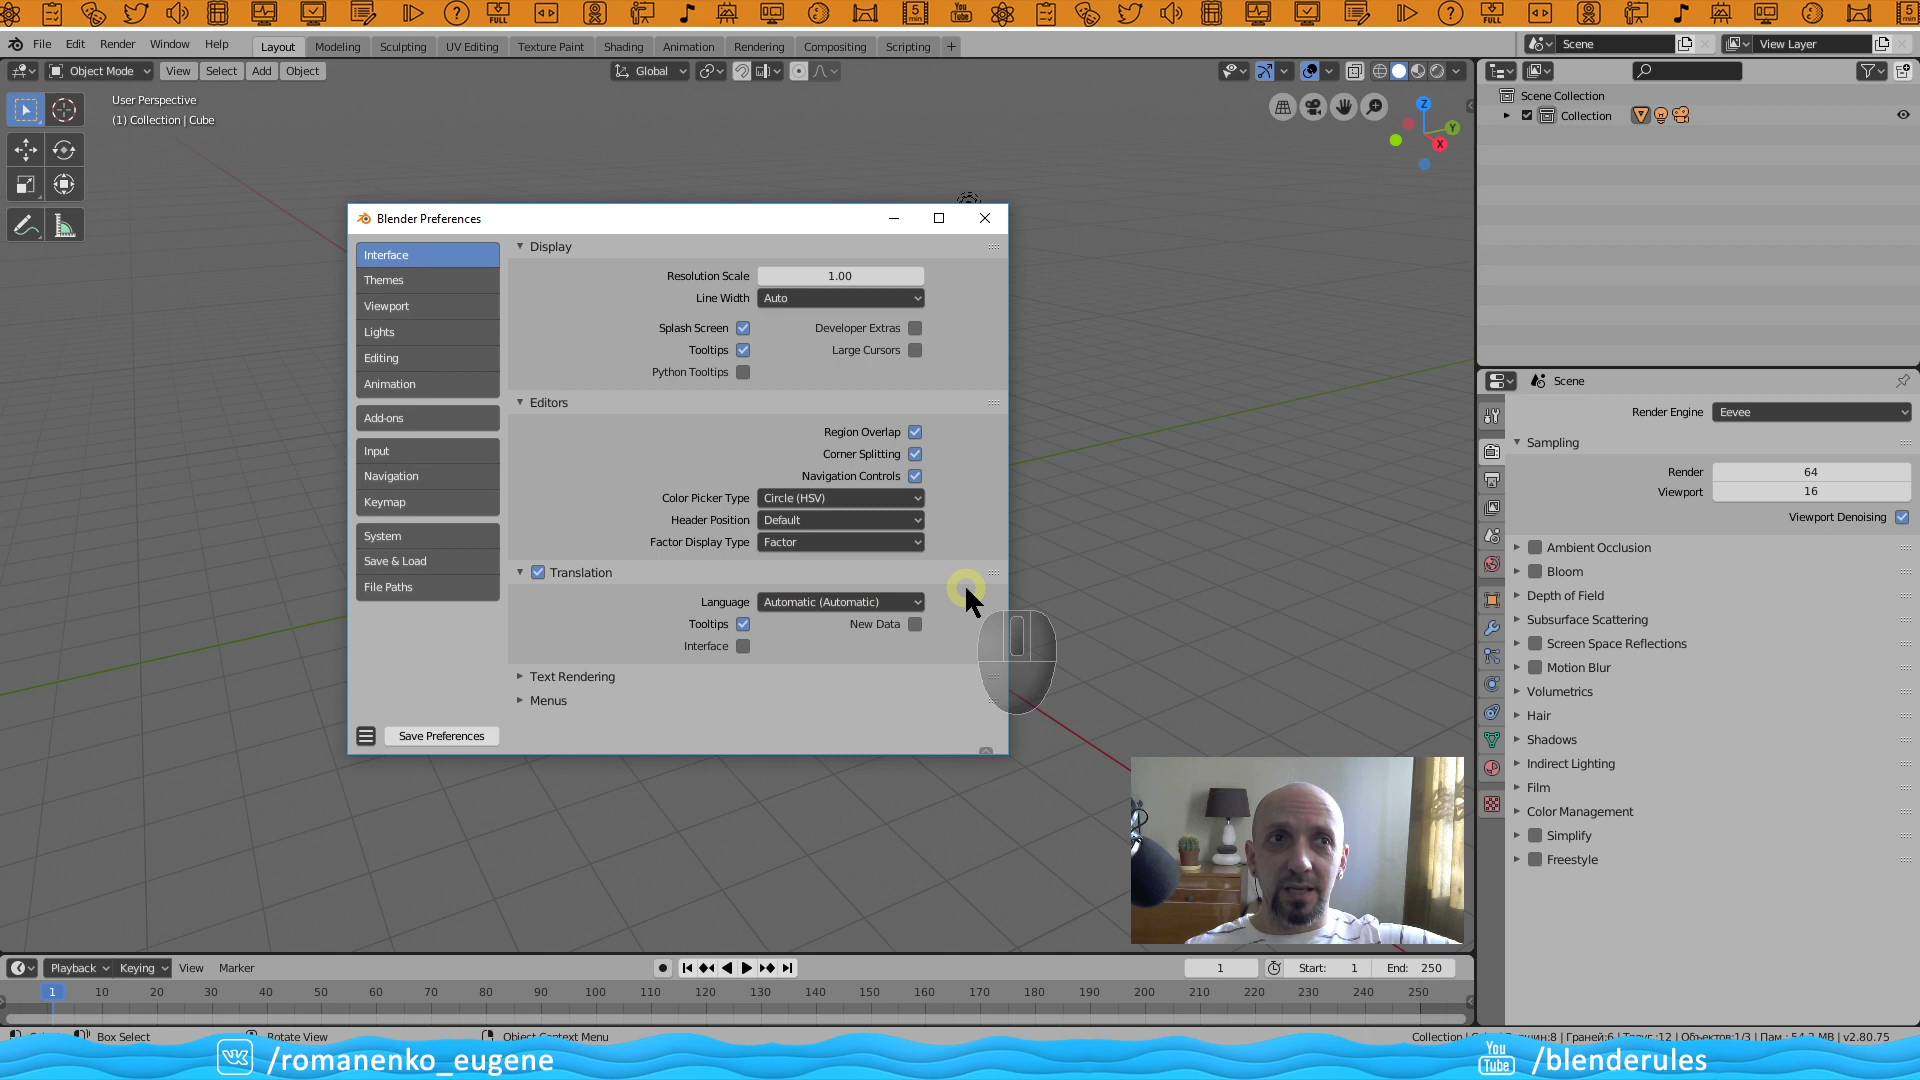 File Edit Render Window Help
Layout Modeling Sculpting UV Editing Texture Paint Shading Animation Rendering Compositing Scripting +
Scene
View Layer
Object Mode View Select Add Object
Global
User Perspective
(1) Collection | Cube
Z
Y
X
Scene Collection
Collection
Blender Preferences
Interface
Themes
Viewport
Lights
Editing
Animation
Add-ons
Input
Navigation
Keymap
System
Save & Load
File Paths
Save Preferences
Display
Resolution Scale 1.00
Line Width Auto
Splash Screen Developer Extras
Tooltips Large Cursors
Python Tooltips
Editors
Region Overlap
Corner Splitting
Navigation Controls
Color Picker Type Circle (HSV)
Header Position Default
Factor Display Type Factor
Translation
Language Automatic (Automatic)
Tooltips New Data
Interface
Text Rendering
Menus
Scene
Render Engine Eevee
Sampling
Render 64
Viewport 16
Viewport Denoising
Ambient Occlusion
Bloom
Depth of Field
Subsurface Scattering
Screen Space Reflections
Motion Blur
Volumetrics
Hair
Shadows
Indirect Lighting
Film
Color Management
Simplify
Freestyle
Playback Keying View Marker
1 Start: 1 End: 250
1 10 20 30 40 50 60 70 80 90 100 110 120 130 140 150 160 170 180 190 200 210 220 230 240 250
Box Select Rotate View Object Context Menu
v2.80.75
/romanenko_eugene
You Tube /blenderules